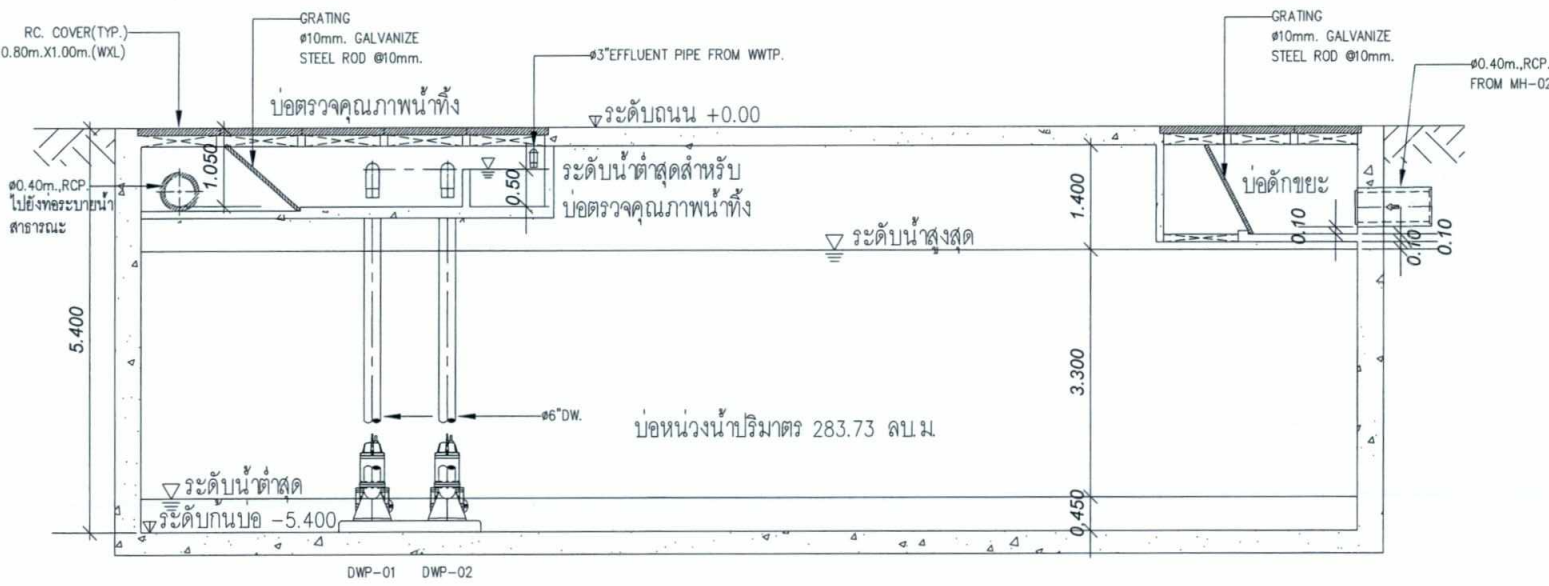 RC. COVER(TYP.)
0.80m.X1.00m.(WXL)
GRATING
ø10mm. GALVANIZE
STEEL ROD @10mm.
ø3"EFFLUENT PIPE FROM WWTP.
GRATING
ø10mm. GALVANIZE
STEEL ROD @10mm.
ø0.40m.,RCP.
FROM MH-02
บ่อตรวจคุณภาพน้ำทิ้ง
ระดับถนน +0.00
ø0.40m.,RCP.
ไปยังท่อระบายน้ำ
สาธารณะ
1.050
0.50
ระดับน้ำต่ำสุดสำหรับ
บ่อตรวจคุณภาพน้ำทิ้ง
1.400
บ่อดักขยะ
0.10
0.10
0.10
ระดับน้ำสูงสุด
5.400
3.300
ø6"DW.
บ่อหน่วงน้ำปริมาตร 283.73 ลบ.ม.
ระดับน้ำต่ำสุด
ระดับก้นบ่อ -5.400
0.450
DWP-01 DWP-02